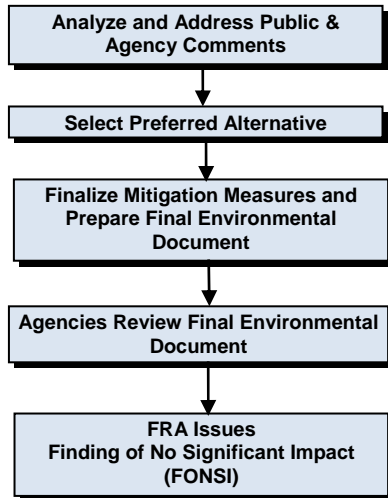 Analyze and Address Public &
Agency Comments
Select Preferred Alternative
Finalize Mitigation Measures and
Prepare Final Environmental
Document
Agencies Review Final Environmental
Document
FRA Issues
Finding of No Significant Impact
(FONSI)